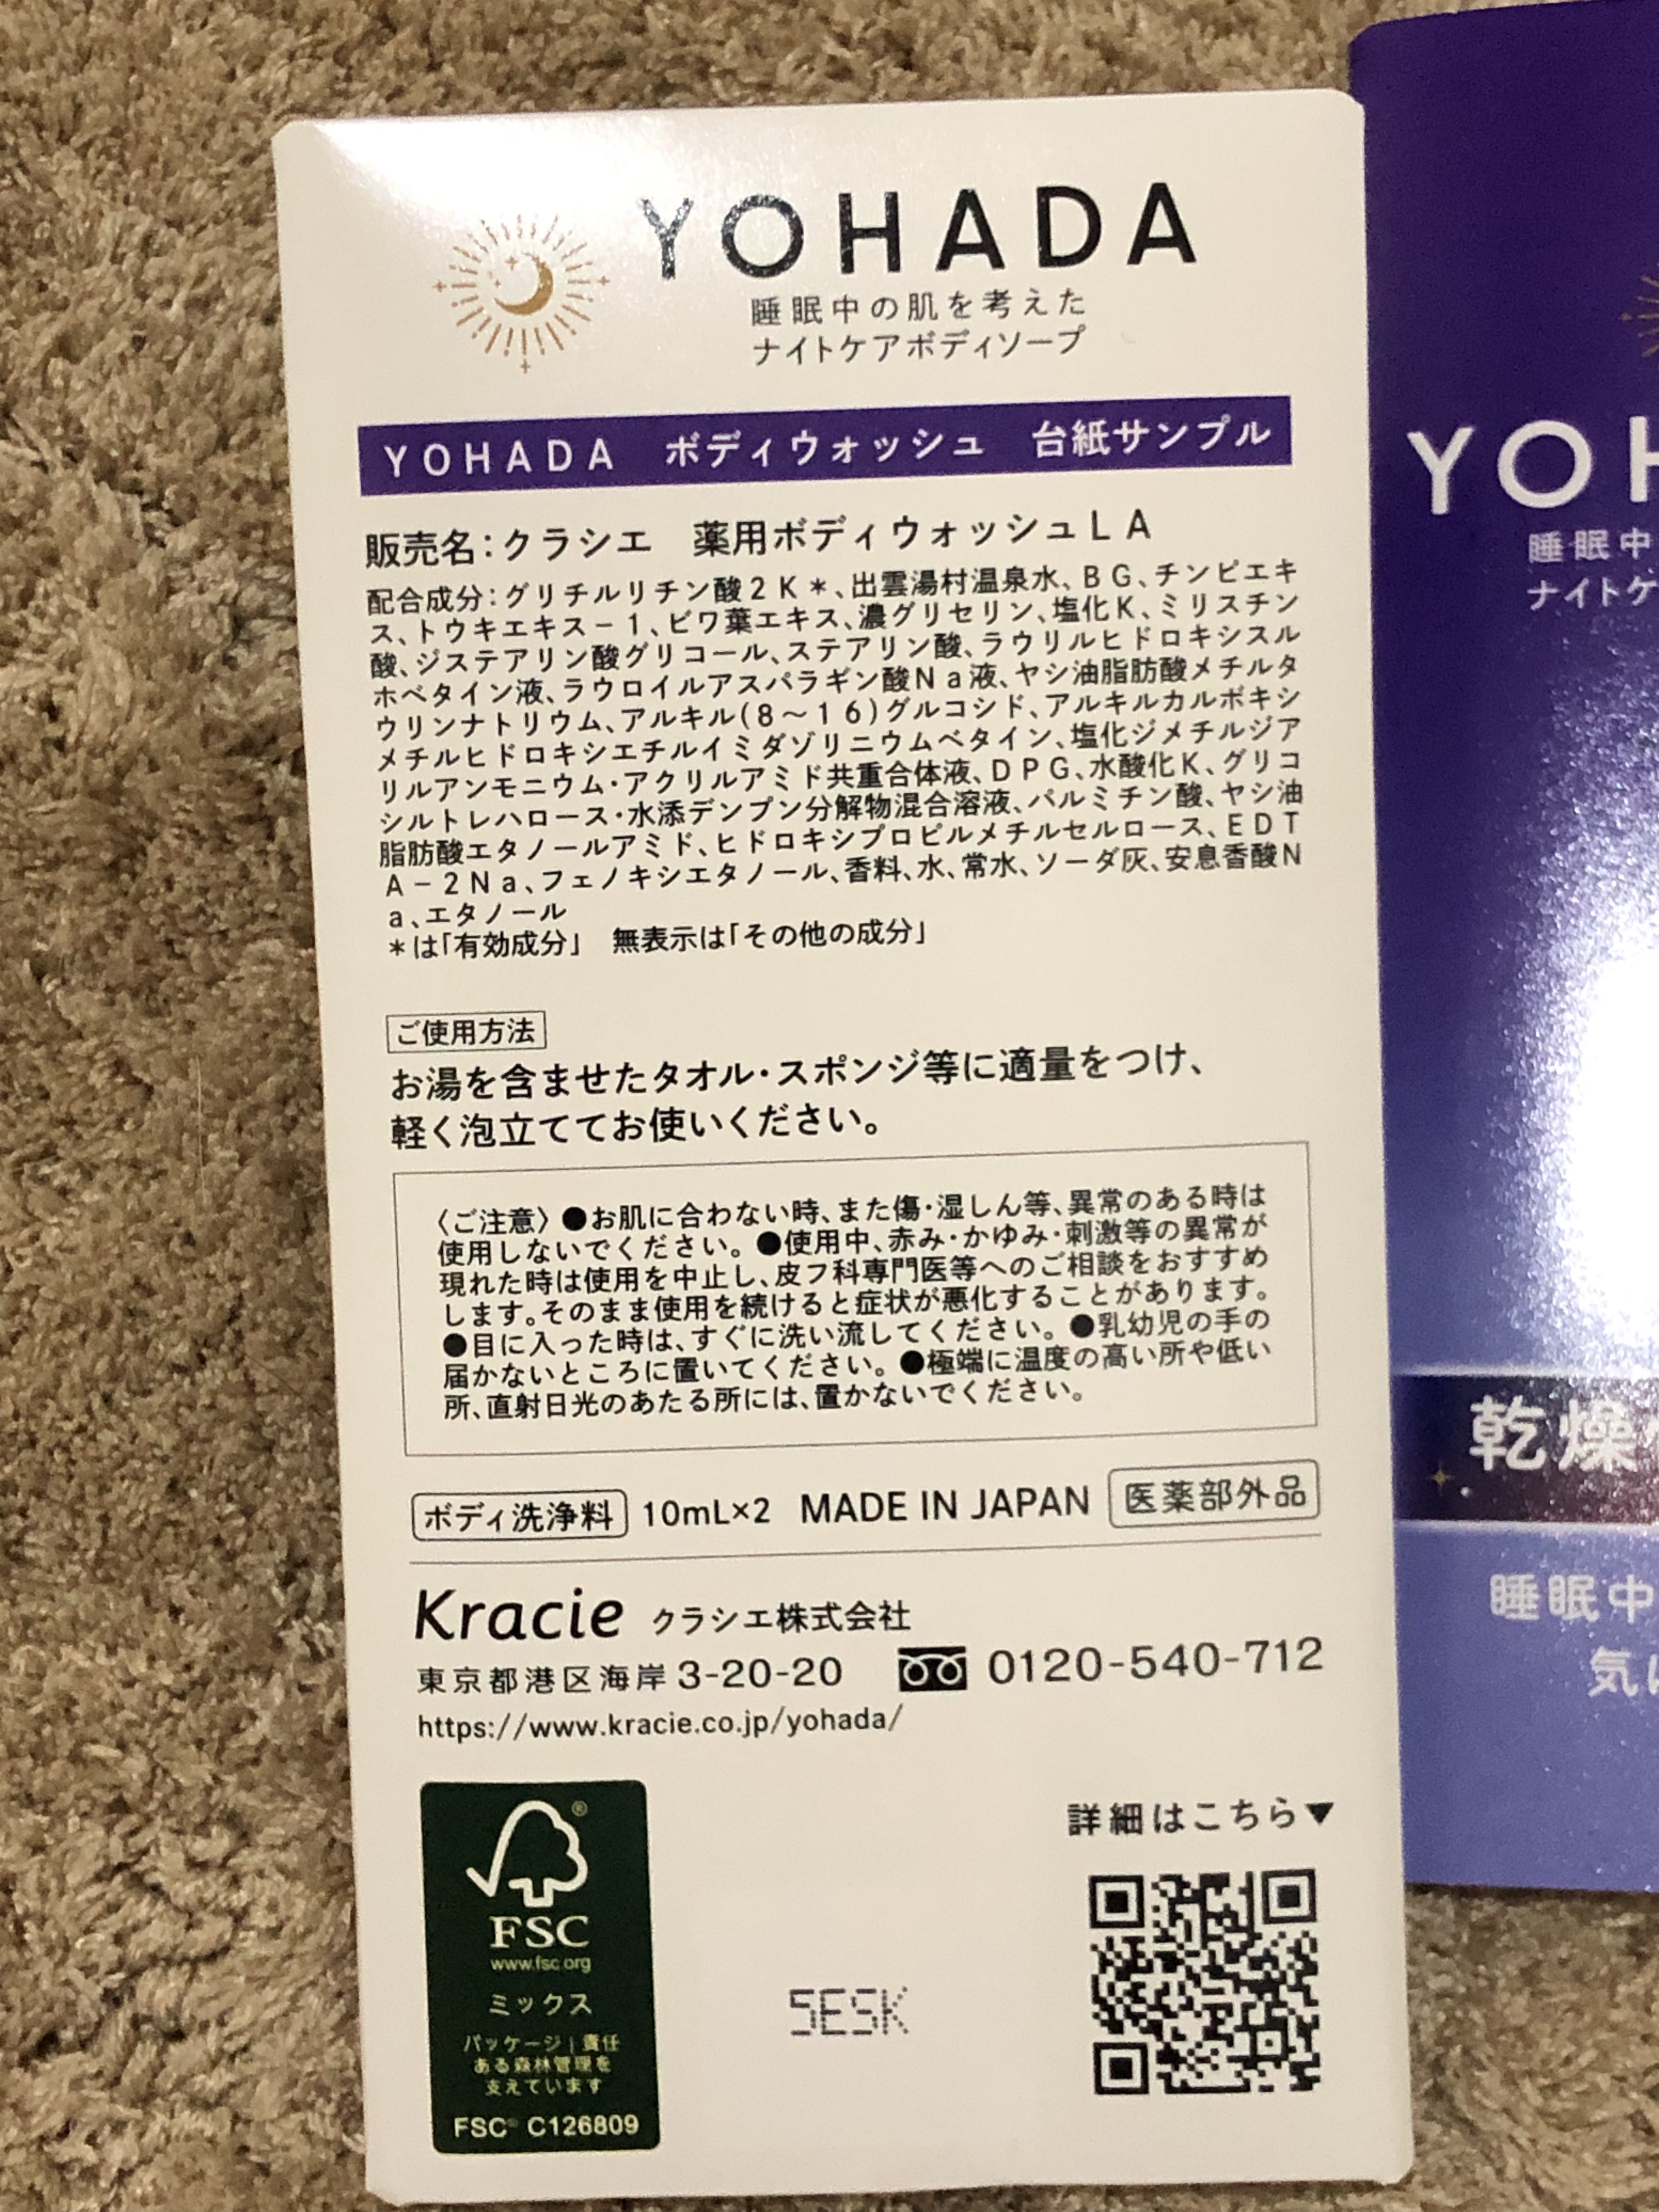 YOHADA
睡眠中の肌を考えた
ナイトケアボディソープ
YOHADA ボディウォッシュ 台紙サンプル
販売名：クラシエ 薬用ボディウォッシュＬＡ
配合成分：グリチルリチン酸２Ｋ＊、出雲湯村温泉水、ＢＧ、チンピエキ
ス、トウキエキス－１、ビワ葉エキス、濃グリセリン、塩化Ｋ、ミリスチン
酸、ジステアリン酸グリコール、ステアリン酸、ラウリルヒドロキシスル
ホベタイン液、ラウロイルアスパラギン酸Ｎａ液、ヤシ油脂肪酸メチルタ
ウリンナトリウム、アルキル（８～１６）グルコシド、アルキルカルボキシ
メチルヒドロキシエチルイミダゾリニウムベタイン、塩化ジメチルジア
リルアンモニウム・アクリルアミド共重合体液、ＤＰＧ、水酸化Ｋ、グリコ
シルトレハロース・水添デンプン分解物混合溶液、パルミチン酸、ヤシ油
脂肪酸エタノールアミド、ヒドロキシプロピルメチルセルロース、ＥＤＴ
Ａ－２Ｎａ、フェノキシエタノール、香料、水、常水、ソーダ灰、安息香酸Ｎ
ａ、エタノール
＊は「有効成分」 無表示は「その他の成分」
ご使用方法
お湯を含ませたタオル・スポンジ等に適量をつけ、
軽く泡立ててお使いください。
〈ご注意〉●お肌に合わない時、また傷・湿しん等、異常のある時は
使用しないでください。●使用中、赤み・かゆみ・刺激等の異常が
現れた時は使用を中止し、皮フ科専門医等へのご相談をおすすめ
します。そのまま使用を続けると症状が悪化することがあります。
●目に入った時は、すぐに洗い流してください。●乳幼児の手の
届かないところに置いてください。●極端に温度の高い所や低い
所、直射日光のあたる所には、置かないでください。
ボディ洗浄料 10mL×2 MADE IN JAPAN 医薬部外品
Kracie クラシエ株式会社
東京都港区海岸3-20-20 0120-540-712
https://www.kracie.co.jp/yohada/
詳細はこちら▼
®
FSC
www.fsc.org
ミックス
パッケージ｜責任
ある森林管理を
支えています
FSC® C126809
5ESK
YOH
睡眠中
ナイトケ
乾燥
睡眠中
気に